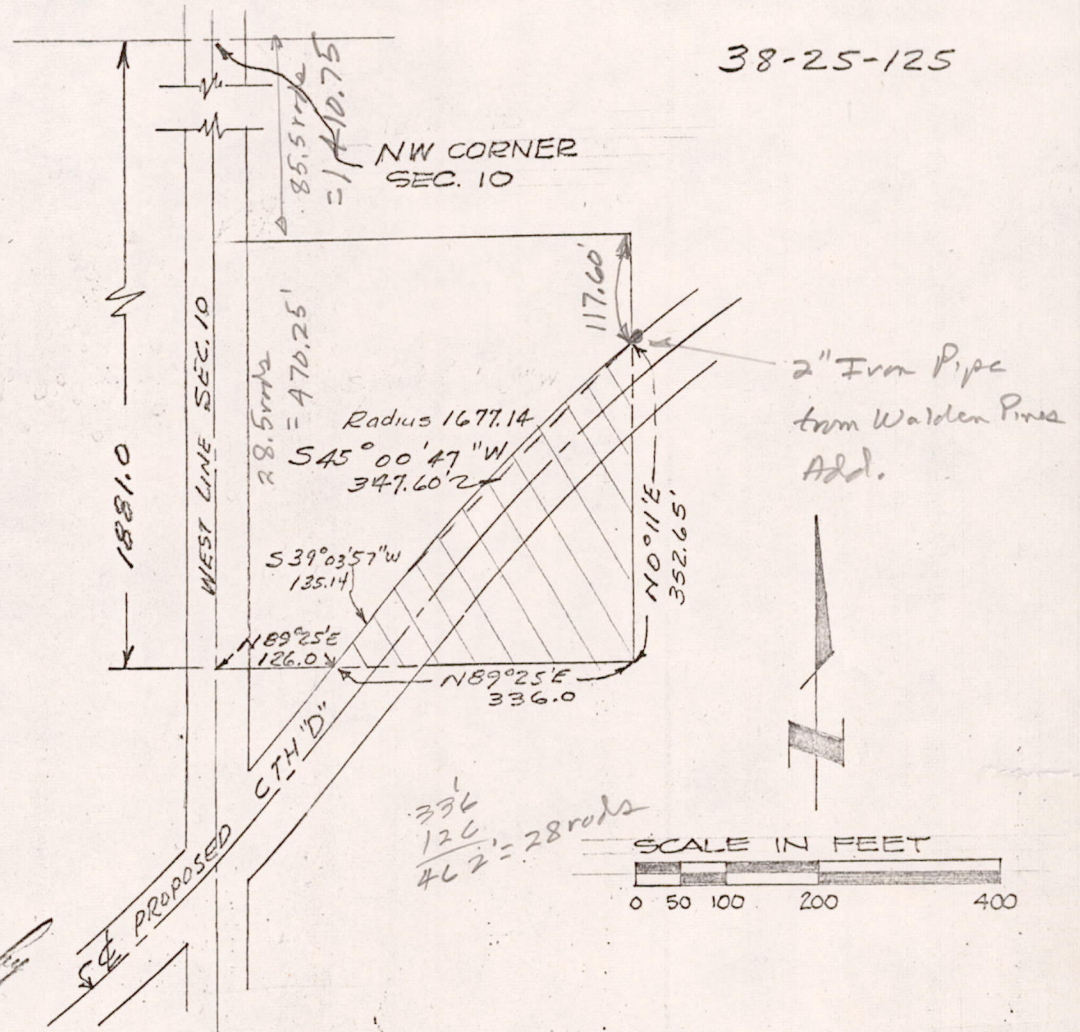 38-25-125
NW CORNER
SEC. 10
85.5 rods
= 1410.75
117.60'
2" Iron Pipe
from Walden Pines
Add.
WEST LINE SEC. 10
28.5 rods
= 470.25'
1881.0
Radius 1677.14
S45°00'47"W
347.60'
S39°03'57"W
135.14
N0°11'E
352.65'
N89°25'E
126.0
N89°25'E
336.0
CTH "D"
℄ PROPOSED
336'
126
462' = 28 rods
SCALE IN FEET
0 50 100 200 400